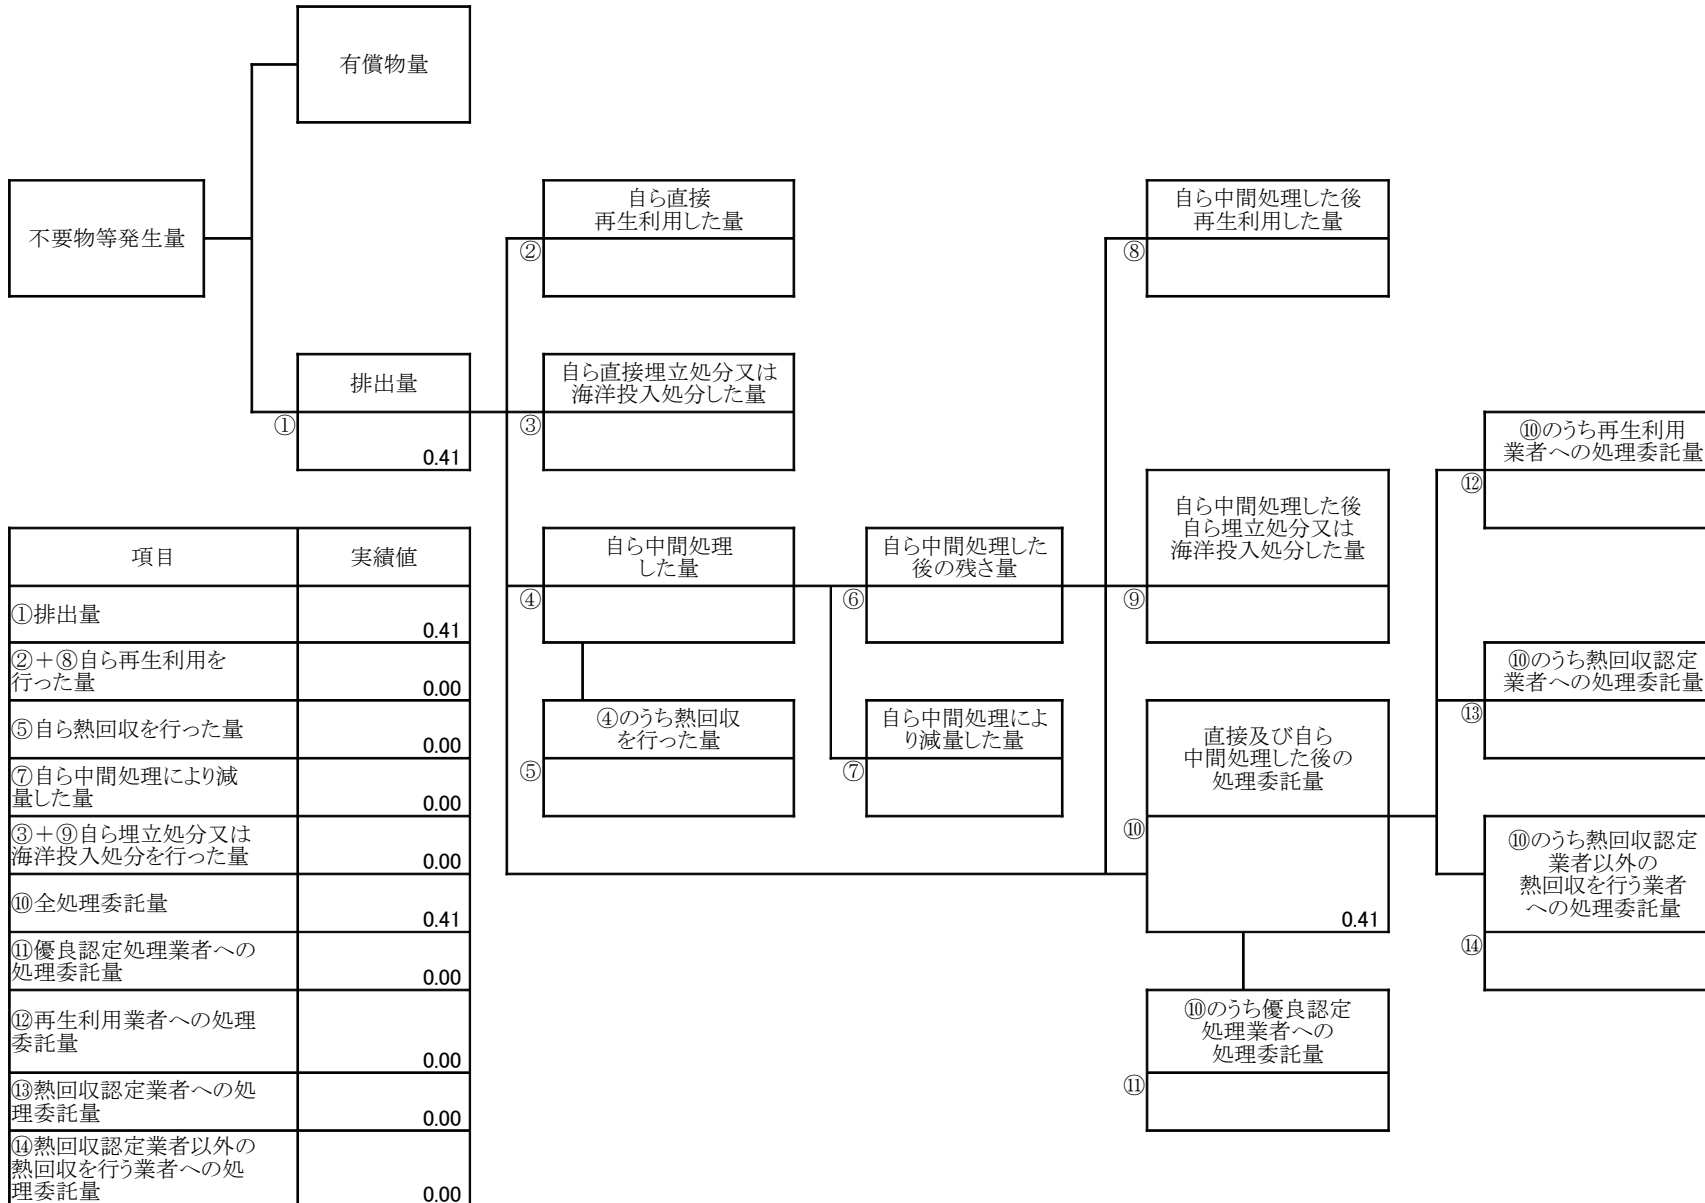 有償物量
不要物等発生量
自ら直接
再生利用した量
②
自ら中間処理した後
再生利用した量
⑧
排出量
①
0.41
自ら直接埋立処分又は
海洋投入処分した量
③
⑩のうち再生利用
業者への処理委託量
⑫
自ら中間処理
した量
④
自ら中間処理した
後の残さ量
⑥
自ら中間処理した後
自ら埋立処分又は
海洋投入処分した量
⑨
⑩のうち熱回収認定
業者への処理委託量
⑬
④のうち熱回収
を行った量
⑤
自ら中間処理によ
り減量した量
⑦
直接及び自ら
中間処理した後の
処理委託量
⑩
0.41
⑩のうち熱回収認定
業者以外の
熱回収を行う業者
への処理委託量
⑭
⑩のうち優良認定
処理業者への
処理委託量
⑪
項目 実績値
①排出量 0.41
②+⑧自ら再生利用を
行った量 0.00
⑤自ら熱回収を行った量 0.00
⑦自ら中間処理により減
量した量 0.00
③+⑨自ら埋立処分又は
海洋投入処分を行った量 0.00
⑩全処理委託量 0.41
⑪優良認定処理業者への
処理委託量 0.00
⑫再生利用業者への処理
委託量 0.00
⑬熱回収認定業者への処
理委託量 0.00
⑭熱回収認定業者以外の
熱回収を行う業者への処
理委託量 0.00